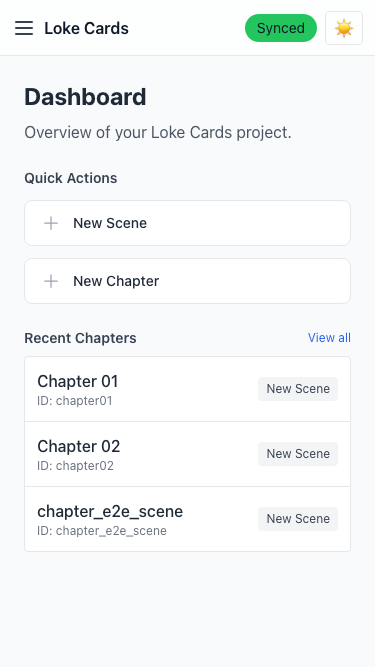 Loke Cards
Synced
Dashboard
Overview of your Loke Cards project.
Quick Actions
New Scene
New Chapter
Recent Chapters
View all
Chapter 01
ID: chapter01
New Scene
Chapter 02
ID: chapter02
New Scene
chapter_e2e_scene
ID: chapter_e2e_scene
New Scene